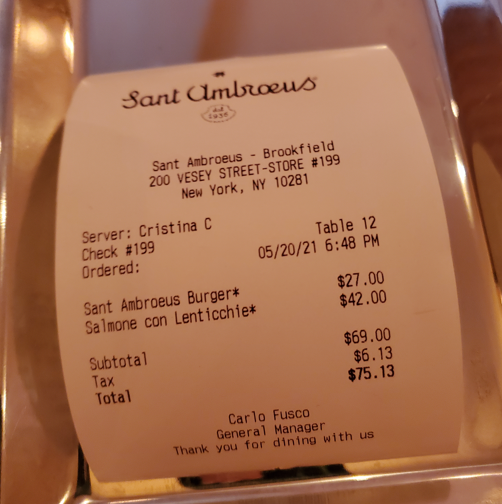 Sant Ambroeus
est
1936
Sant Ambroeus - Brookfield
200 VESEY STREET-STORE #199
New York, NY 10281
Server: Cristina C
Table 12
Check #199
05/20/21 6:48 PM
Ordered:
Sant Ambroeus Burger* $27.00
Salmone con Lenticchie* $42.00
Subtotal $69.00
Tax $6.13
Total $75.13
Carlo Fusco
General Manager
Thank you for dining with us